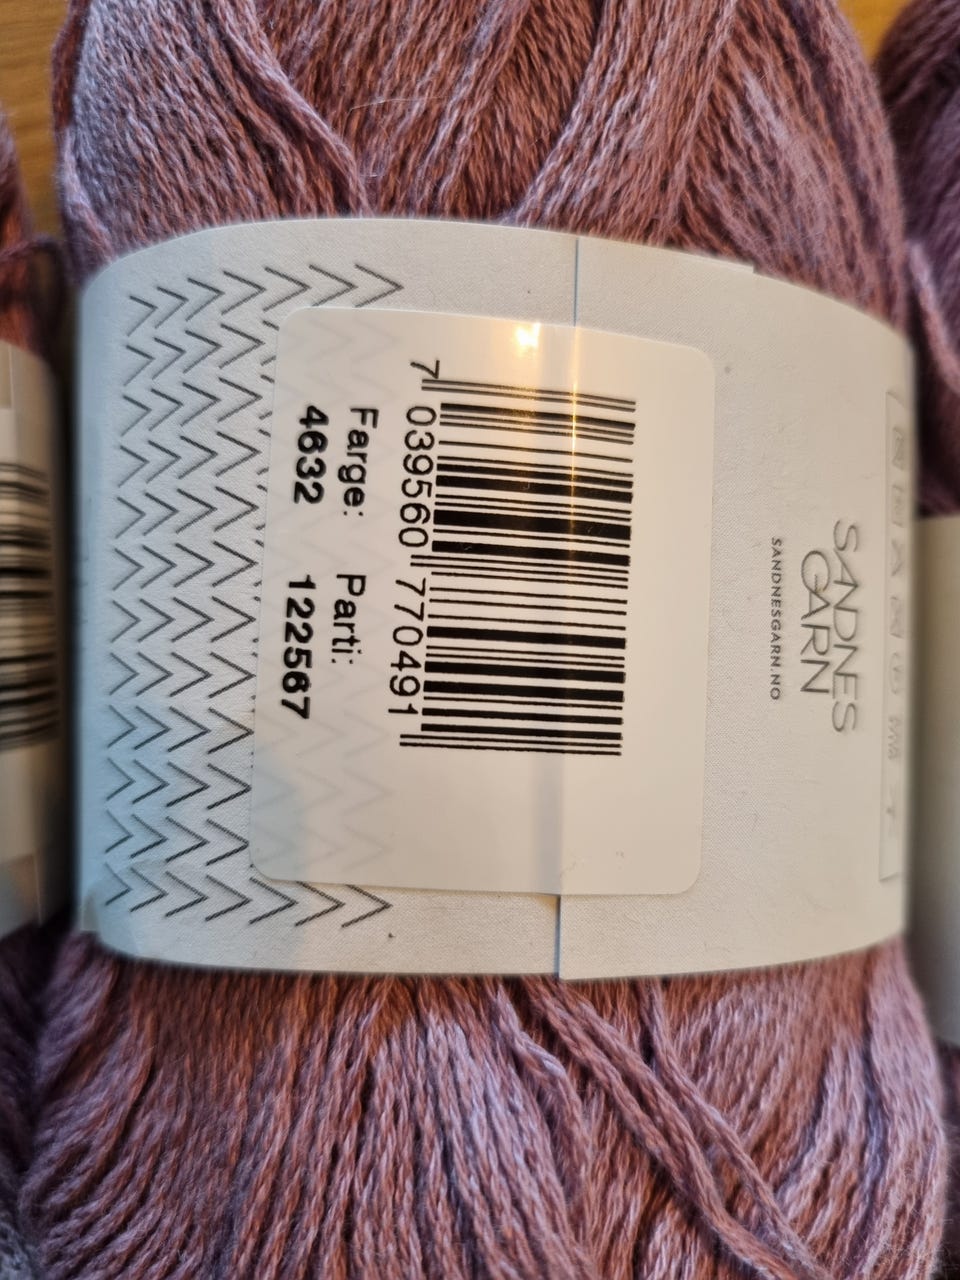 SANDNES
GARN
SANDNESGARN.NO
7 039560 770491
Farge: Parti:
4632 122567